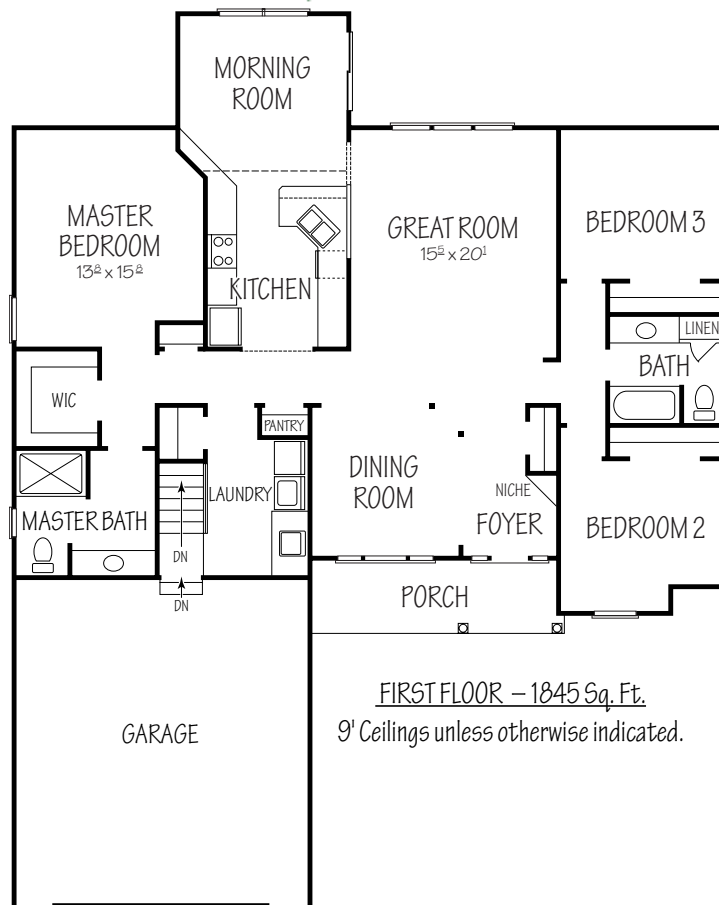 MORNING
ROOM
MASTER
BEDROOM
13⁸ x 15⁸
GREAT ROOM
15⁵ x 20¹
BEDROOM 3
KITCHEN
LINEN
BATH
WIC
PANTRY
DINING
ROOM
LAUNDRY
NICHE
FOYER
MASTER BATH
BEDROOM 2
DN
DN
PORCH
FIRST FLOOR – 1845 Sq. Ft.
9' Ceilings unless otherwise indicated.
GARAGE